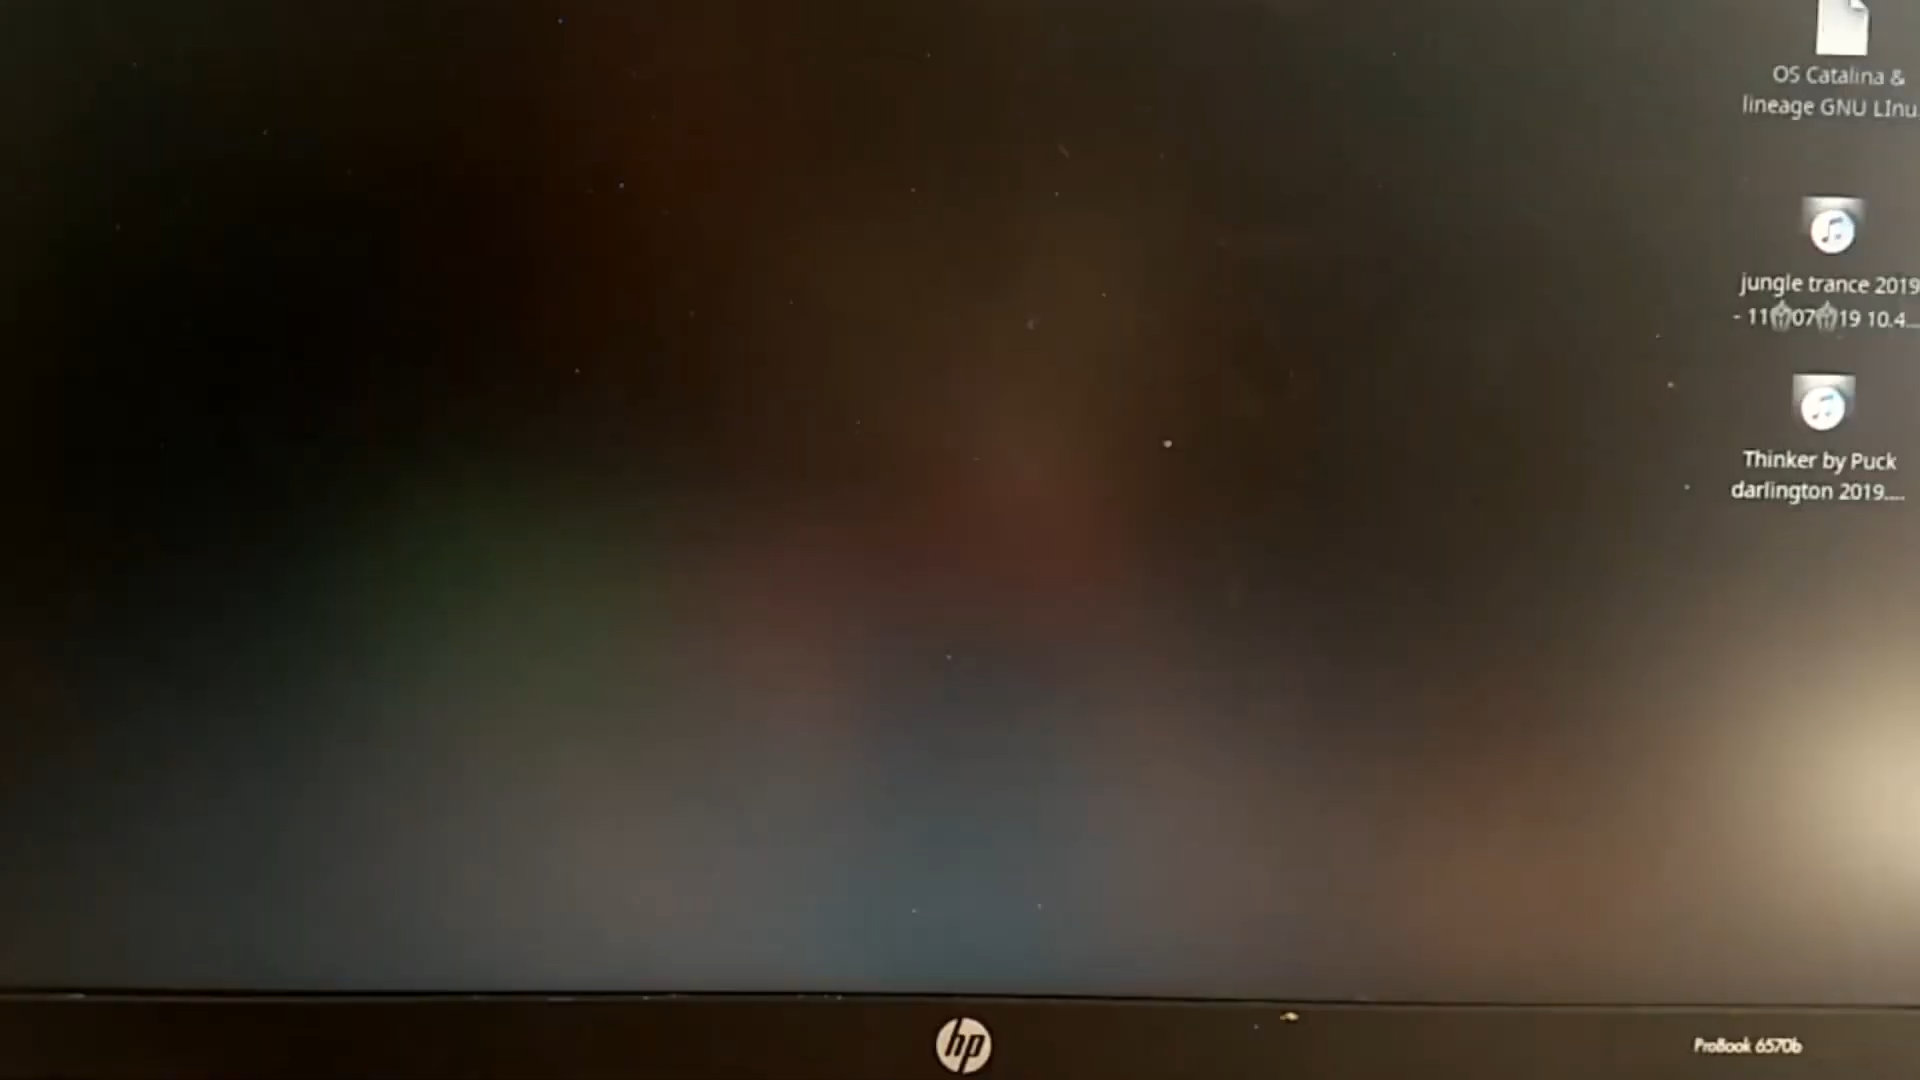 OS Catalina &
lineage GNU LInu
jungle trance 2019
- 11 07 19 10.4...
Thinker by Puck
darlington 2019....
hp
ProBook 6570b